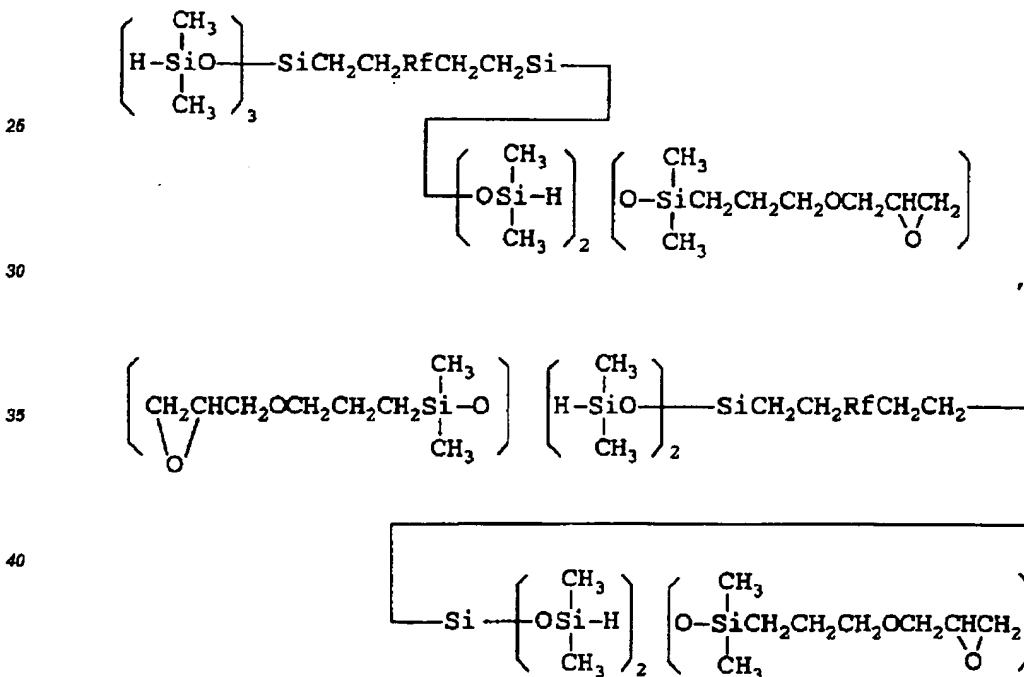 CH3
H-SiO-SiCH2CH2RfCH2CH2Si
CH3 3
25
CH3 CH3
OSi-H O-SiCH2CH2CH2OCH2CHCH2
CH3 2 CH3 O
30
,
CH3 CH3
35 CH2CHCH2OCH2CH2CH2Si-O H-SiO-SiCH2CH2RfCH2CH2
CH3 CH3 2
O
40
CH3 CH3
Si-OSi-H O-SiCH2CH2CH2OCH2CHCH2
CH3 2 CH3 O